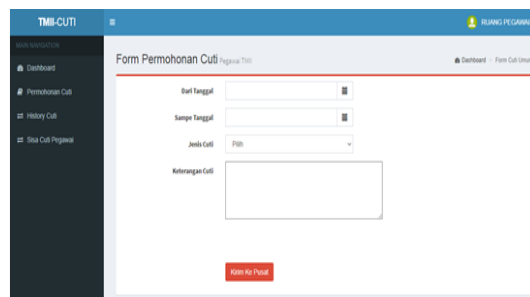 TMII-CUTI
RUANG PEGAWAI
MAIN NAVIGATION
Dashboard
Permohonan Cuti
History Cuti
Sisa Cuti Pegawai
Form Permohonan Cuti Pegawai TMII
Dashboard > Form Cuti Umum
Dari Tanggal
Sampe Tanggal
Jenis Cuti
Pilih
Keterangan Cuti
Kirim Ke Pusat